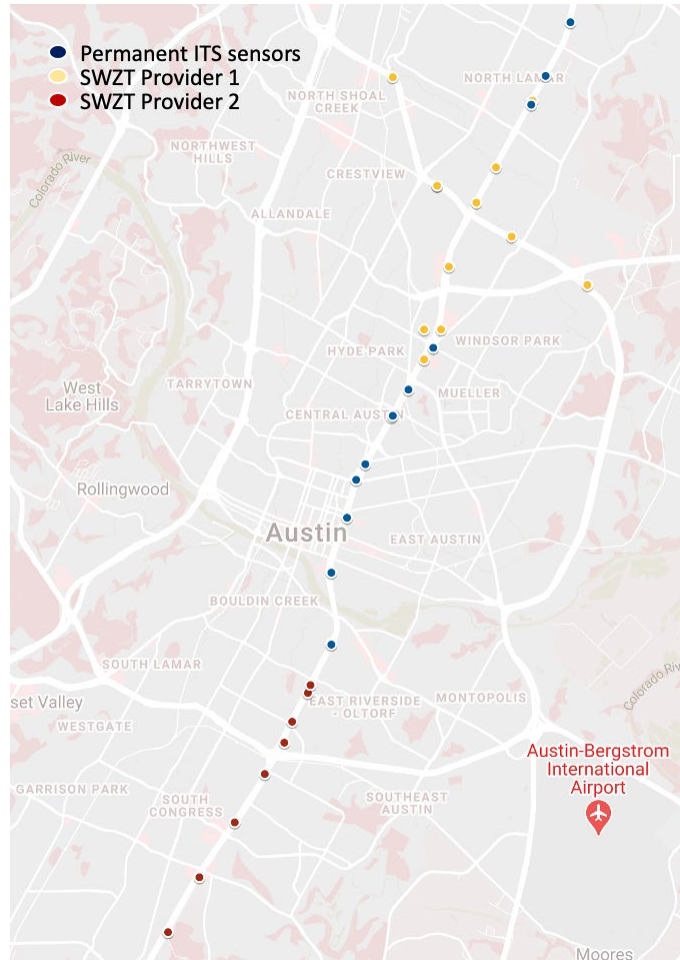 Permanent ITS sensors
SWZT Provider 1
SWZT Provider 2
NORTH LAMAR
NORTH SHOAL
CREEK
NORTHWEST
HILLS
CRESTVIEW
Colorado River
ALLANDALE
HYDE PARK
WINDSOR PARK
West
Lake Hills
TARRYTOWN
MUELLER
CENTRAL AUSTIN
Rollingwood
Austin
EAST AUSTIN
BOULDIN CREEK
SOUTH LAMAR
Colorado Riv
set Valley
EAST RIVERSIDE
- OLTORF
MONTOPOLIS
WESTGATE
Austin-Bergstrom
International
Airport
GARRISON PARK
SOUTH
CONGRESS
SOUTHEAST
AUSTIN
Moores